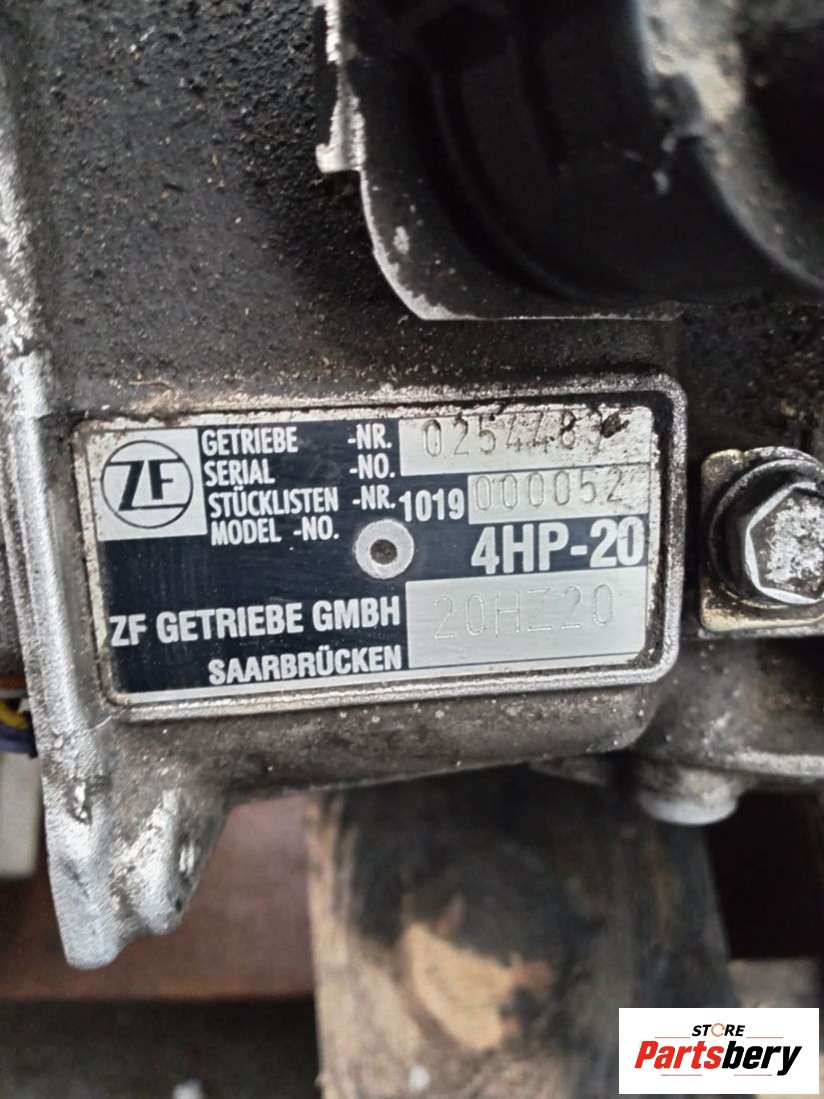 ZF
GETRIEBE -NR. 0254483
SERIAL -NO.
STÜCKLISTEN -NR. 1019 000052
MODEL -NO.
4HP-20
ZF GETRIEBE GMBH 20HZ20
SAARBRÜCKEN
STORE
Partsbery